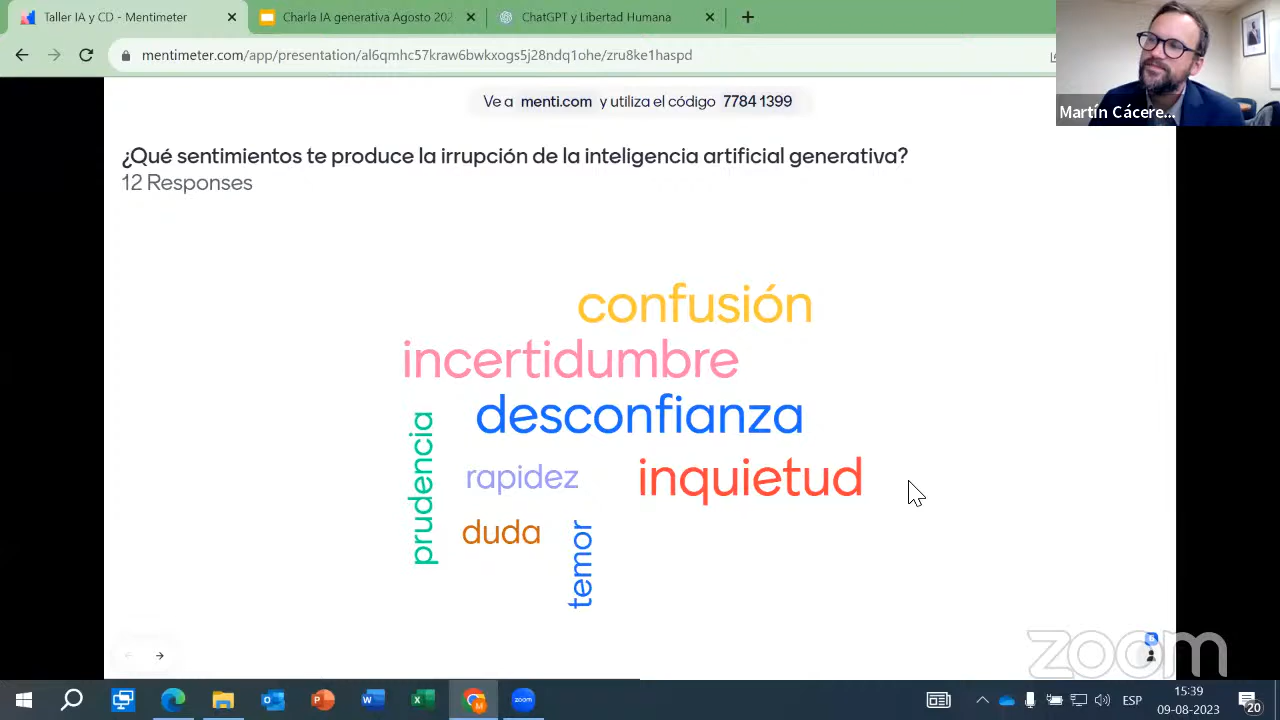 Taller IA y CD - Mentimeter
Charla IA generativa Agosto 202
ChatGPT y Libertad Humana
mentimeter.com/app/presentation/al6qmhc57kraw6bwkxogs5j28ndq1ohe/zru8ke1haspd
Martín Cácere...
Ve a menti.com y utiliza el código 7784 1399
¿Qué sentimientos te produce la irrupción de la inteligencia artificial generativa?
12 Responses
confusión
incertidumbre
desconfianza
prudencia
rapidez
inquietud
duda
temor
zoom
zoom
ESP
15:39
09-08-2023
20